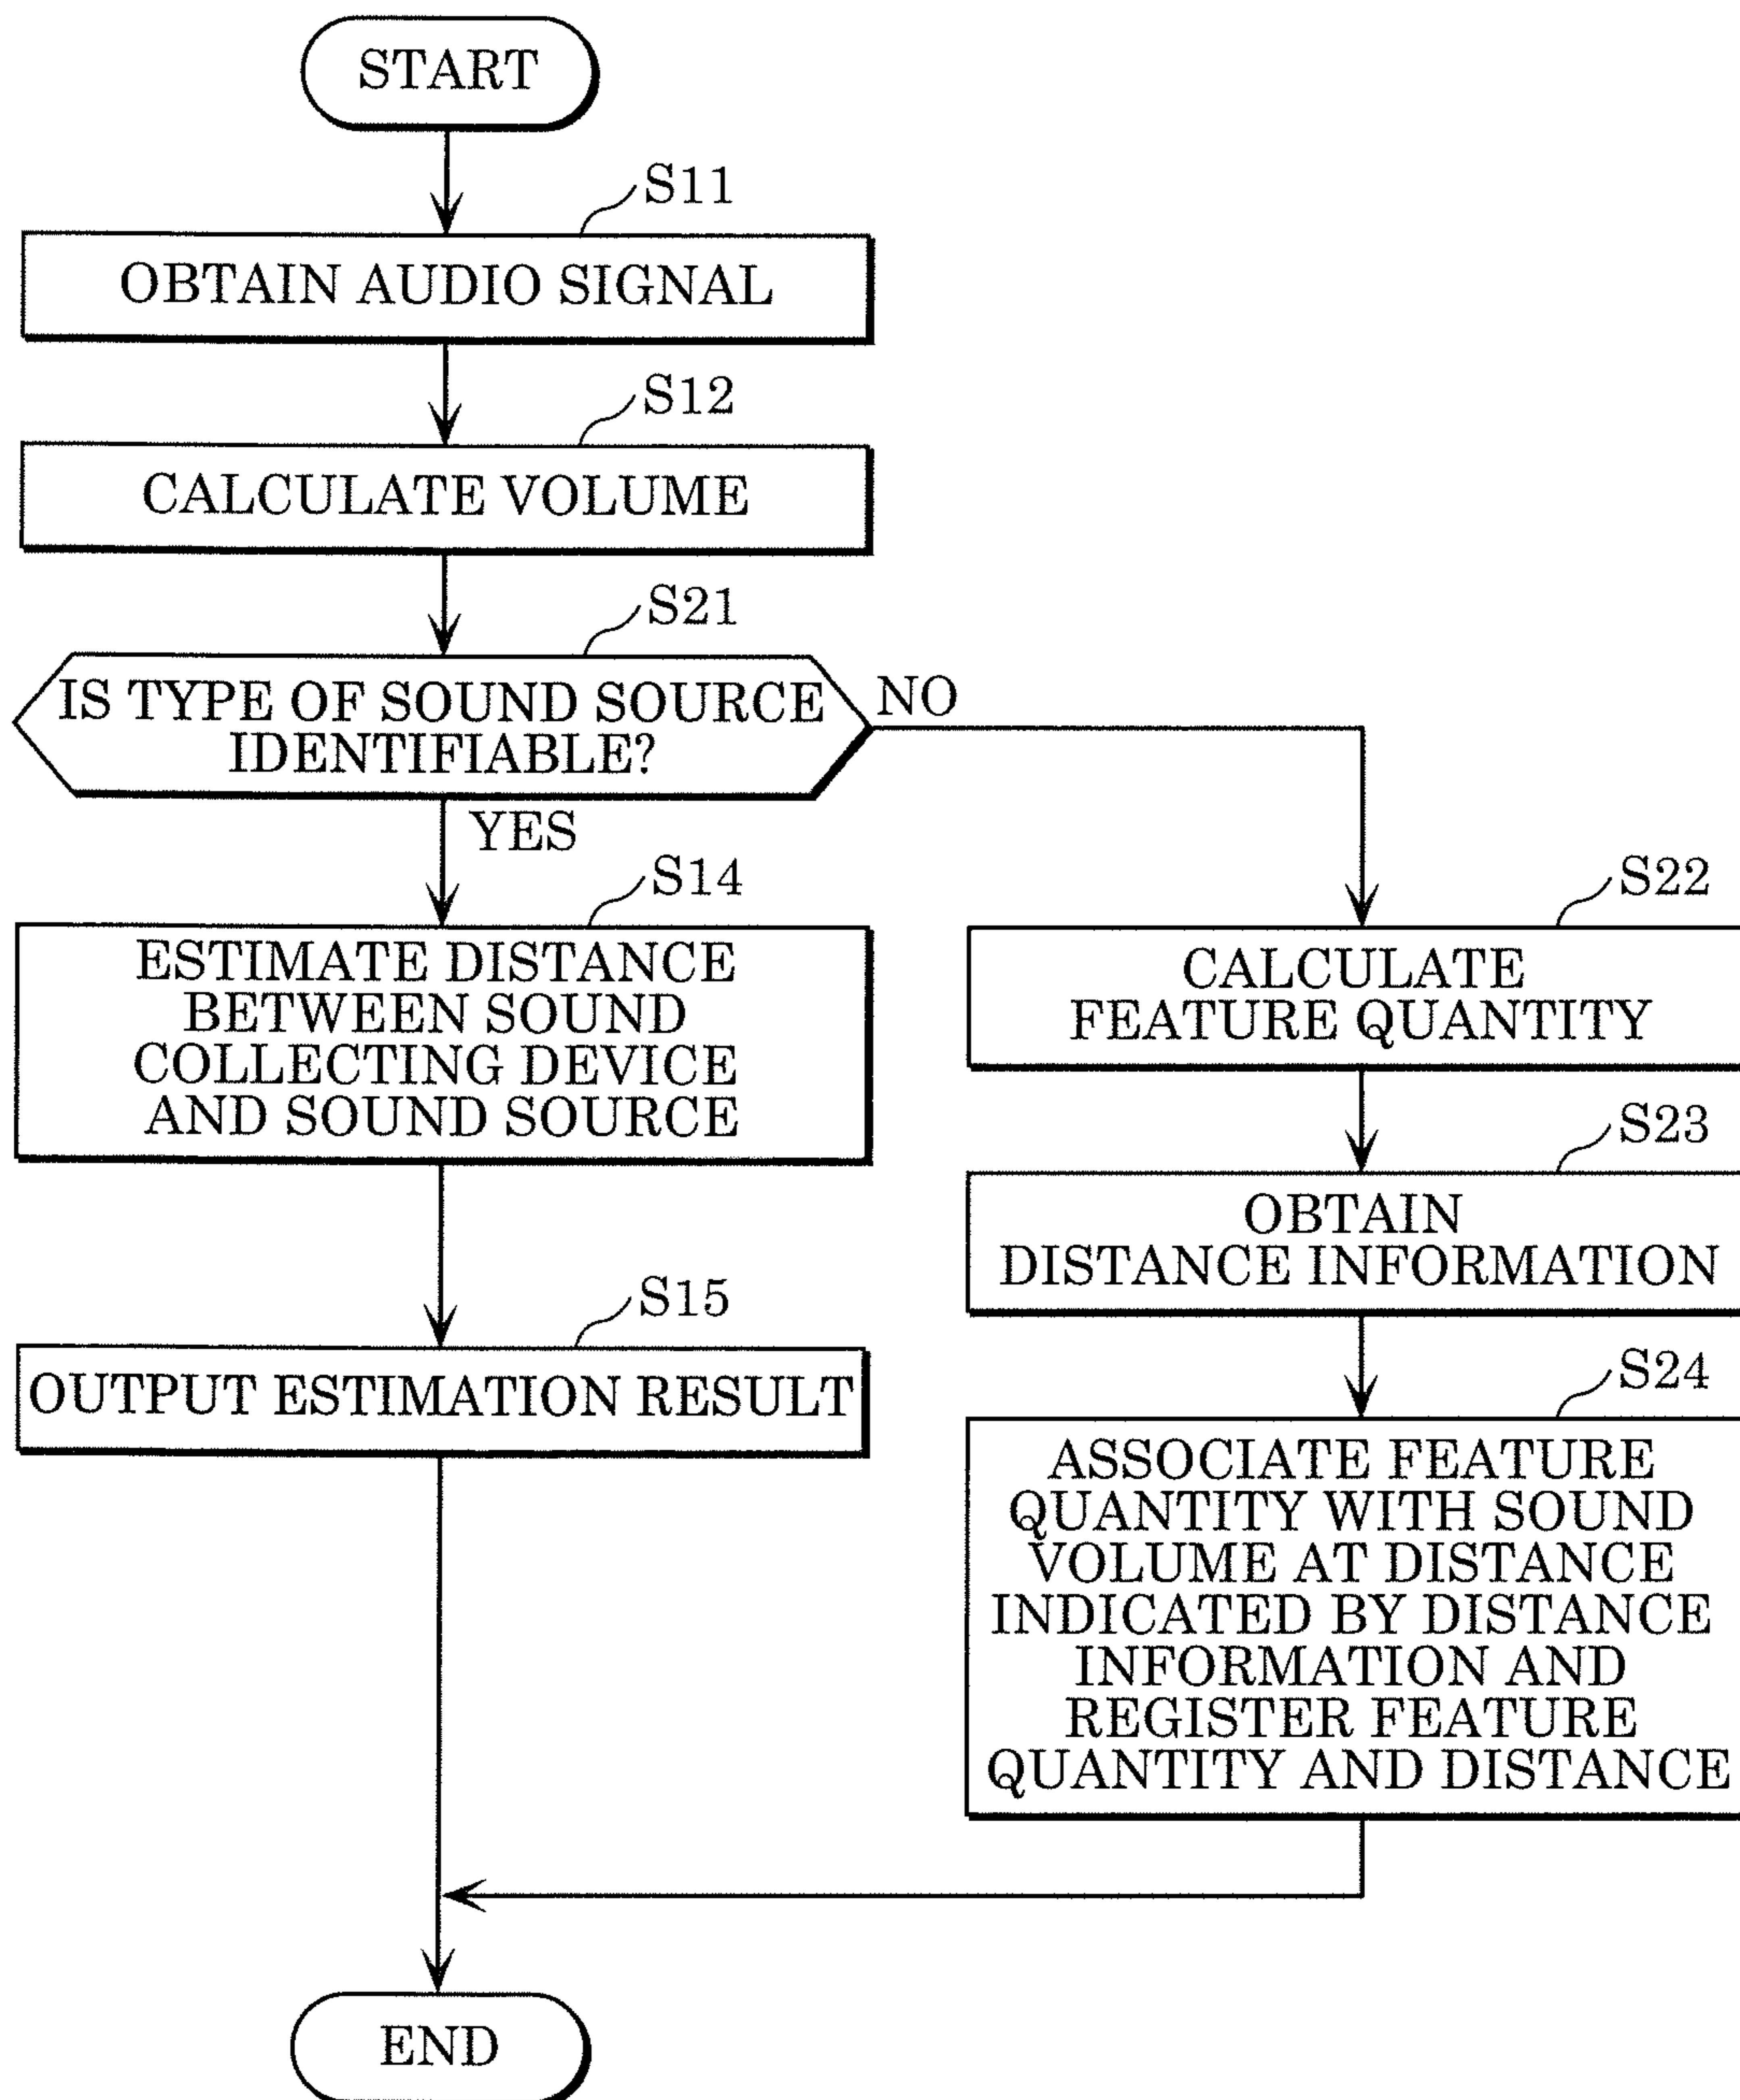 START
S11
OBTAIN AUDIO SIGNAL
S12
CALCULATE VOLUME
S21
IS TYPE OF SOUND SOURCE
IDENTIFIABLE?
NO
YES
S14
ESTIMATE DISTANCE
BETWEEN SOUND
COLLECTING DEVICE
AND SOUND SOURCE
S15
OUTPUT ESTIMATION RESULT
S22
CALCULATE
FEATURE QUANTITY
S23
OBTAIN
DISTANCE INFORMATION
S24
ASSOCIATE FEATURE
QUANTITY WITH SOUND
VOLUME AT DISTANCE
INDICATED BY DISTANCE
INFORMATION AND
REGISTER FEATURE
QUANTITY AND DISTANCE
END